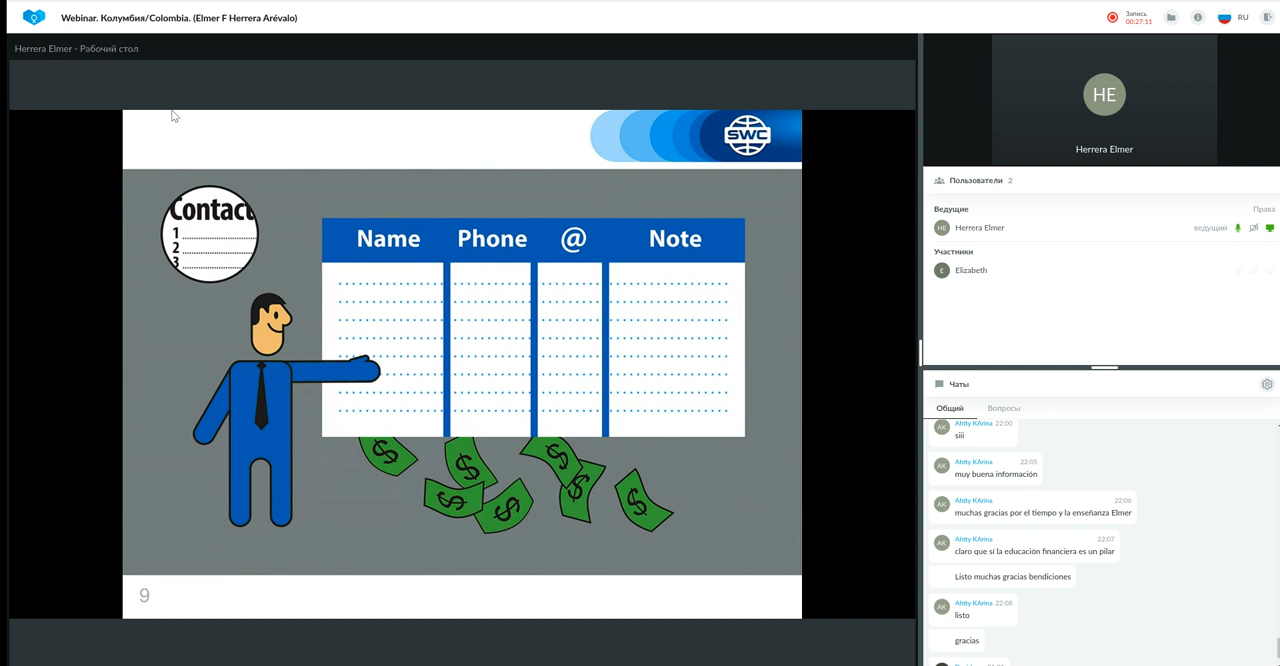 Webinar. Колумбия/Colombia. (Elmer F Herrera Arévalo)
Запись
00:27:11
RU
Herrera Elmer - Рабочий стол
SWC
Contact
1
2
3
Name Phone @ Note
$ $ $ $ $ $ $
9
HE
Herrera Elmer
Пользователи 2
Ведущие Права
HE Herrera Elmer ведущий
Участники
E Elizabeth
Чаты
Общий Вопросы
AK Ahtty KArina 22:00
siii
AK Ahtty KArina 22:05
muy buena información
AK Ahtty KArina 22:06
muchas gracias por el tiempo y la enseñanza Elmer
AK Ahtty KArina 22:07
claro que sí la educación financiera es un pilar
Listo muchas gracias bendiciones
AK Ahtty KArina 22:08
listo
gracias